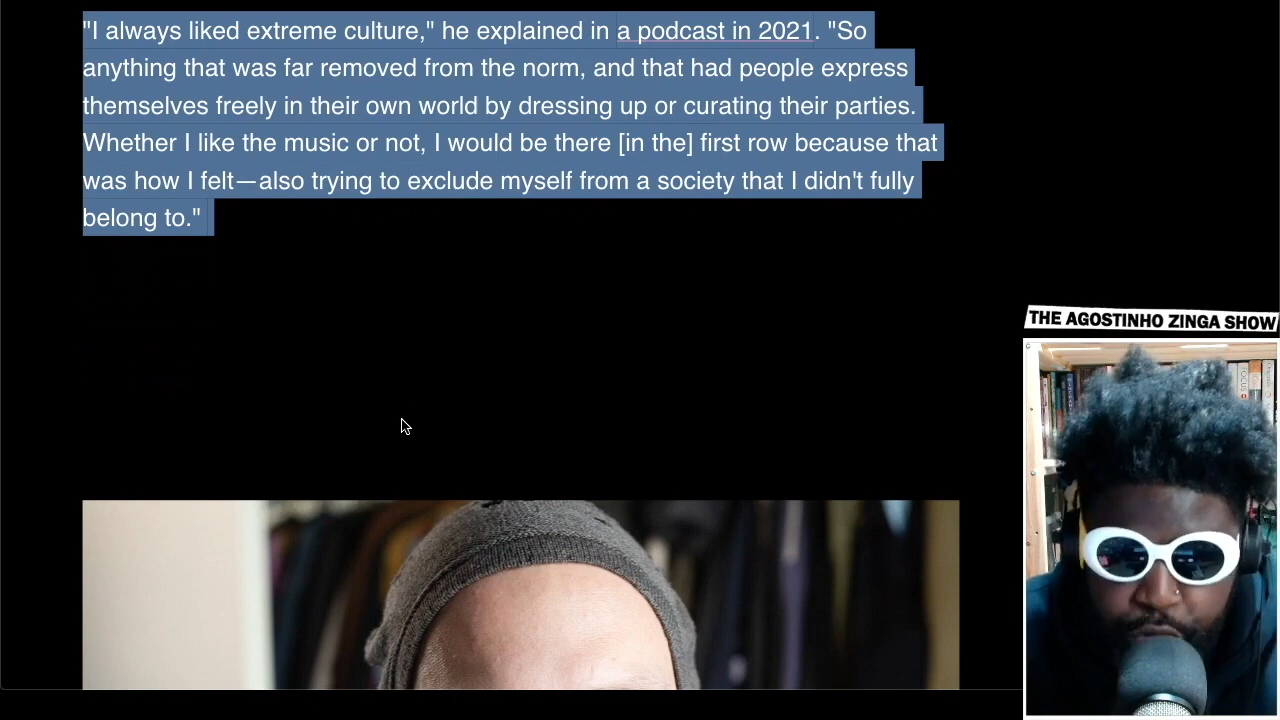 "I always liked extreme culture," he explained in a podcast in 2021. "So
anything that was far removed from the norm, and that had people express
themselves freely in their own world by dressing up or curating their parties.
Whether I like the music or not, I would be there [in the] first row because that
was how I felt—also trying to exclude myself from a society that I didn't fully
belong to."
THE AGOSTINHO ZINGA SHOW
FOCUS